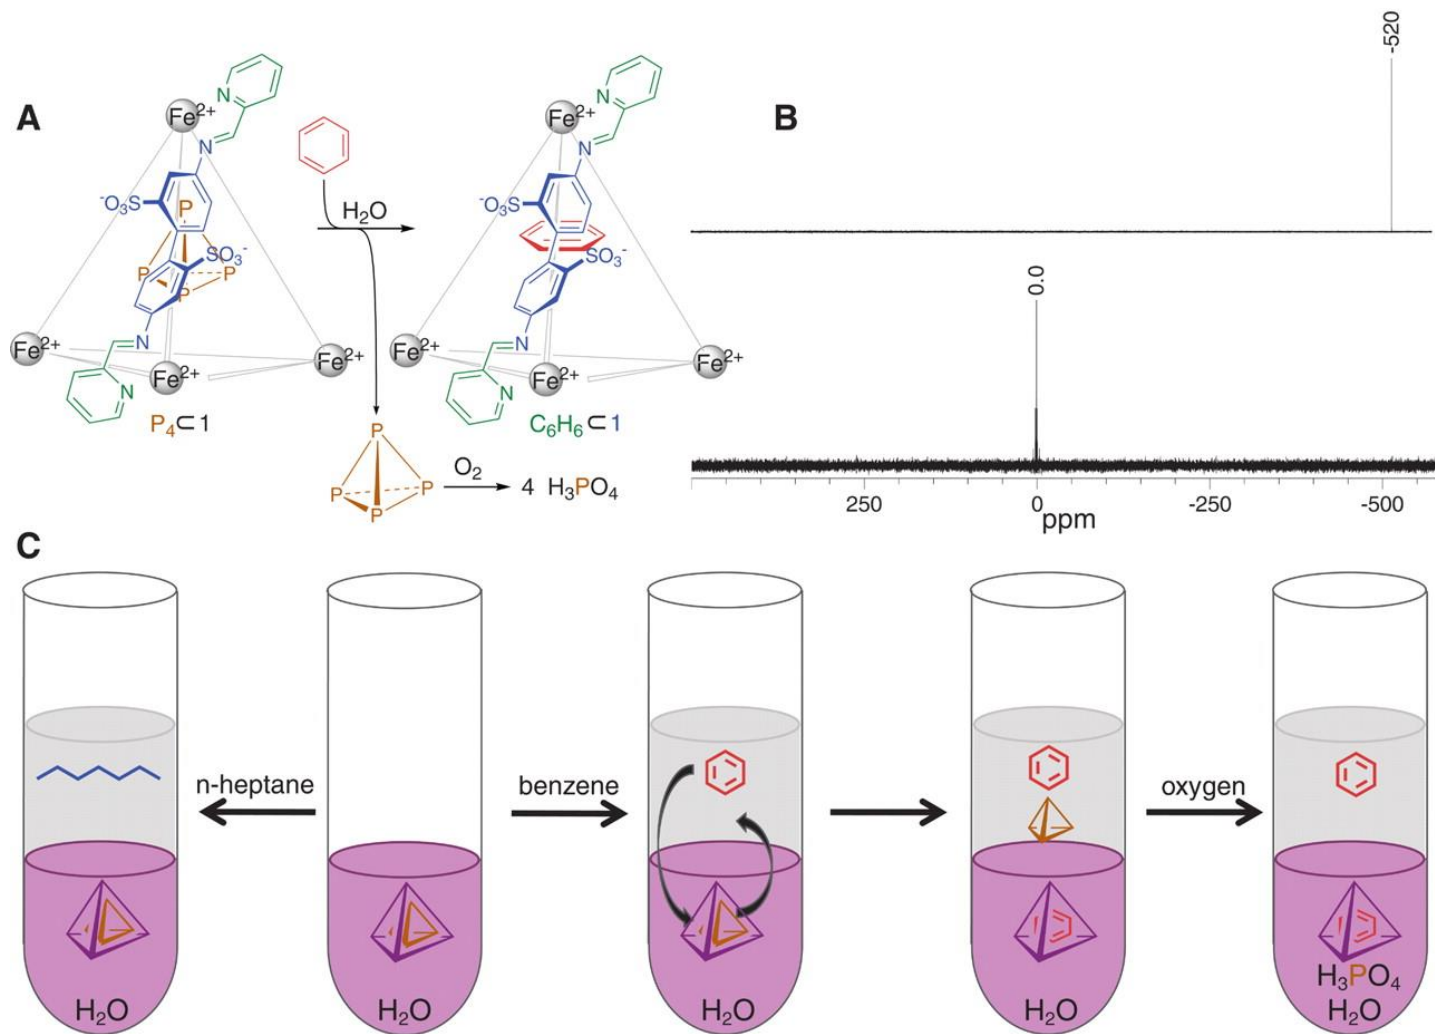 A
Fe²⁺
N
N
⁻O₃S
P
SO₃⁻
P
P
P
N
Fe²⁺
Fe²⁺
Fe²⁺
N
P₄⊂1
H₂O
Fe²⁺
N
N
⁻O₃S
SO₃⁻
N
Fe²⁺
Fe²⁺
Fe²⁺
N
C₆H₆⊂1
P
P
P
P
O₂
4 H₃PO₄
B
-520
0.0
250 0 -250 -500
ppm
C
n-heptane
benzene
oxygen
H₂O
H₂O
H₂O
H₂O
H₃PO₄
H₂O